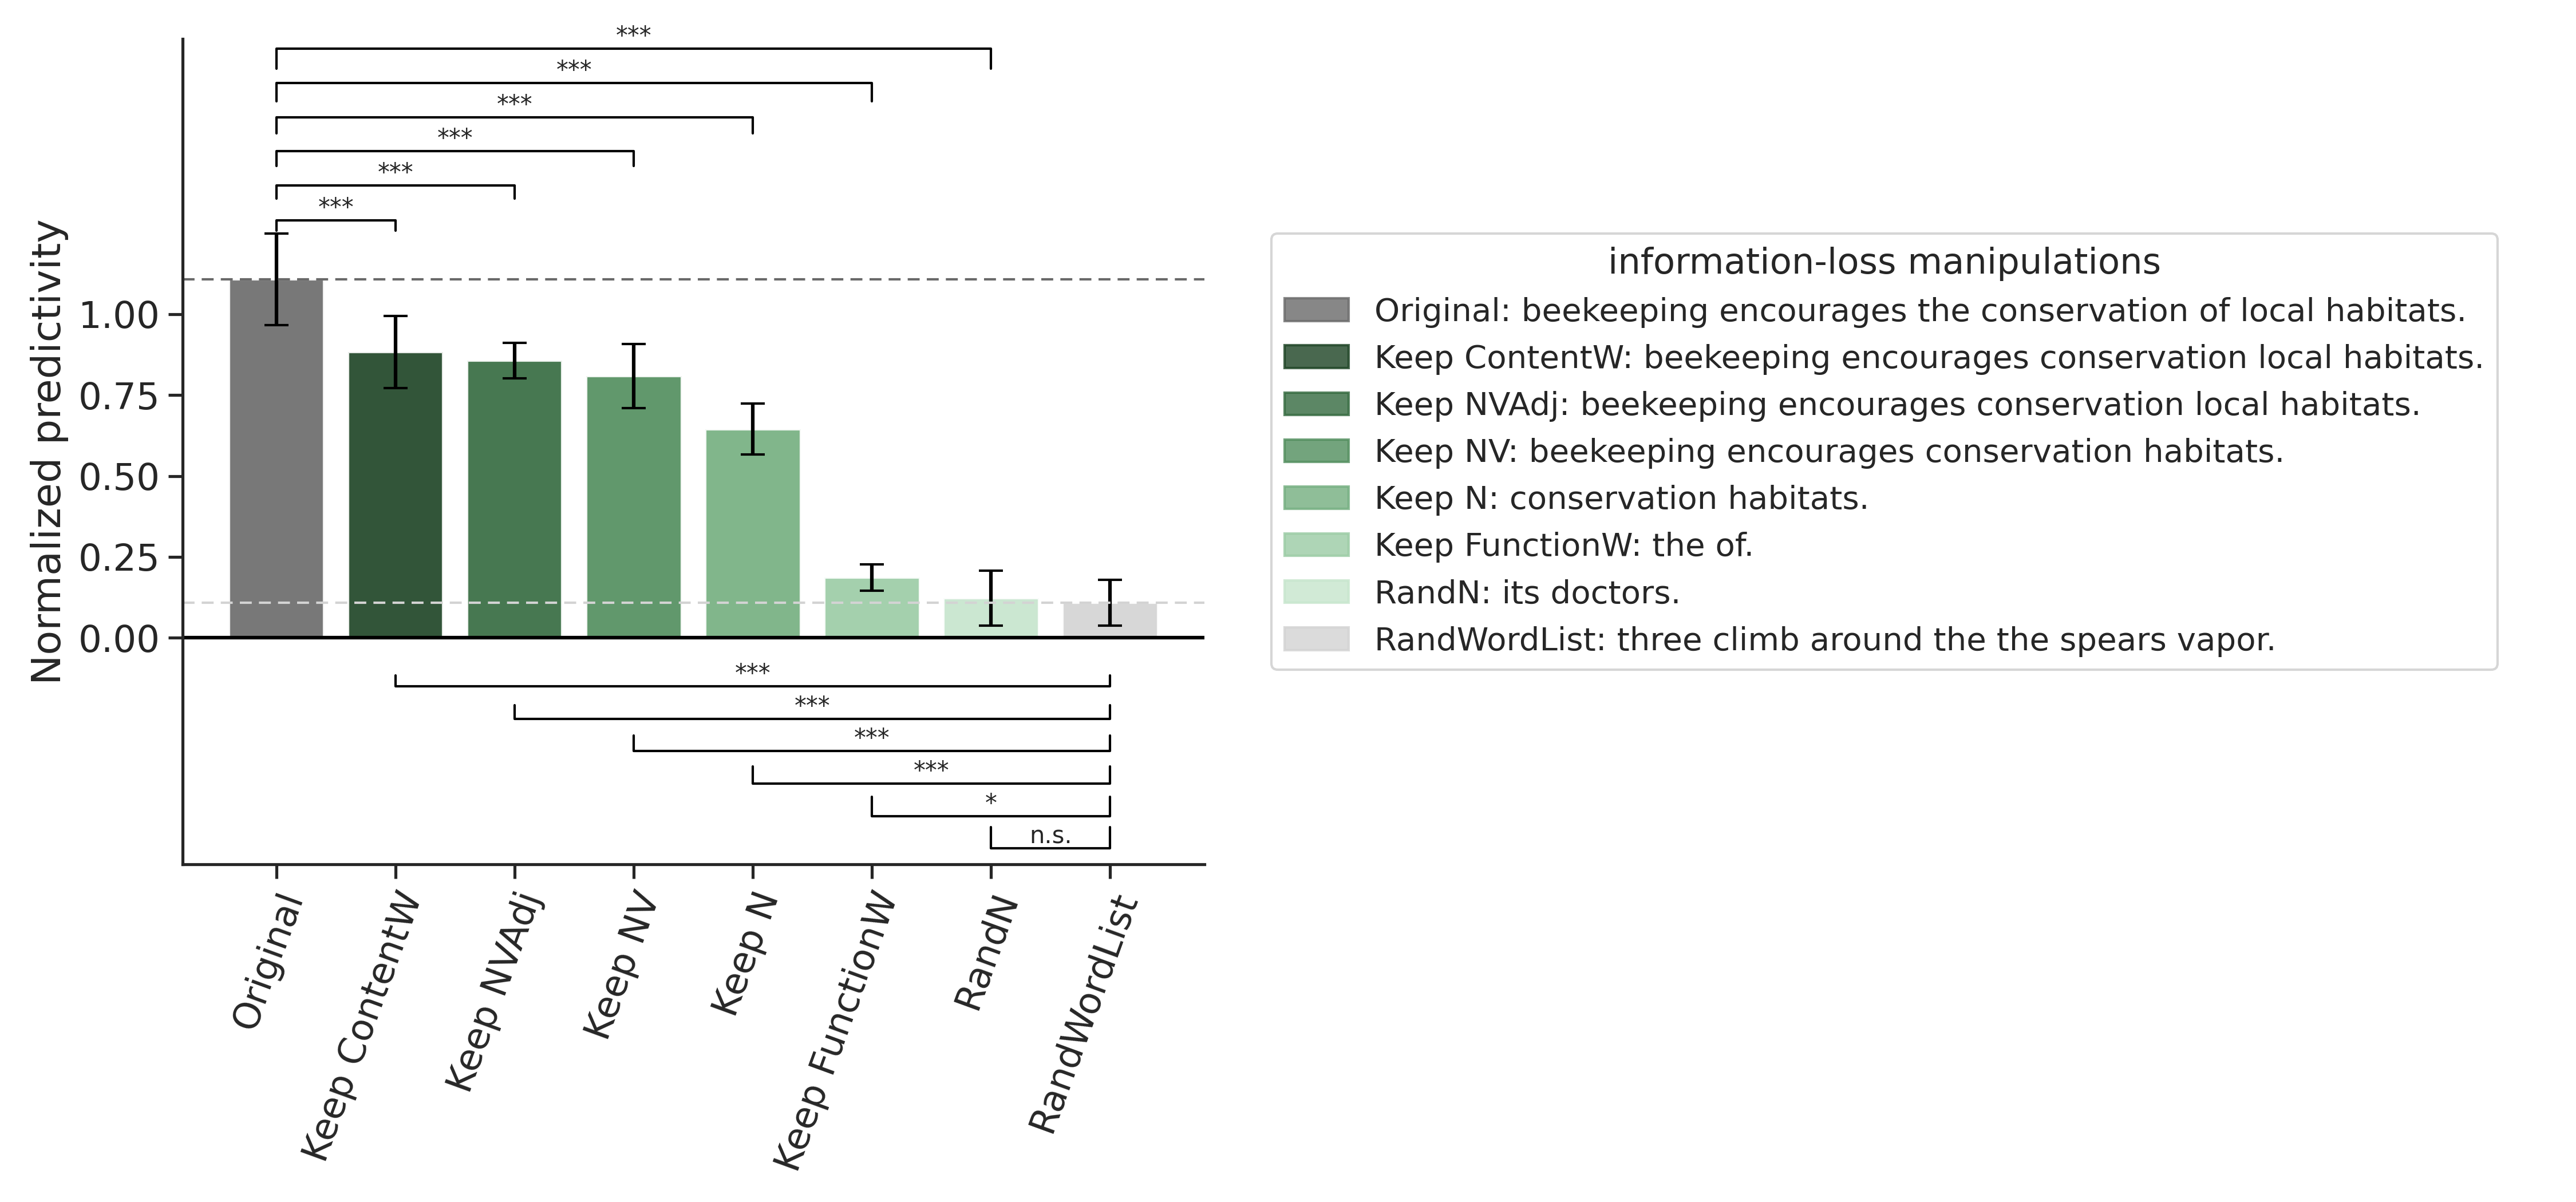 ***
***
***
***
***
***
Normalized predictivity
1.00
0.75
0.50
0.25
0.00
***
***
***
***
*
n.s.
Original
Keep ContentW
Keep NVAdj
Keep NV
Keep N
Keep FunctionW
RandN
RandWordList
information-loss manipulations
Original: beekeeping encourages the conservation of local habitats.
Keep ContentW: beekeeping encourages conservation local habitats.
Keep NVAdj: beekeeping encourages conservation local habitats.
Keep NV: beekeeping encourages conservation habitats.
Keep N: conservation habitats.
Keep FunctionW: the of.
RandN: its doctors.
RandWordList: three climb around the the spears vapor.